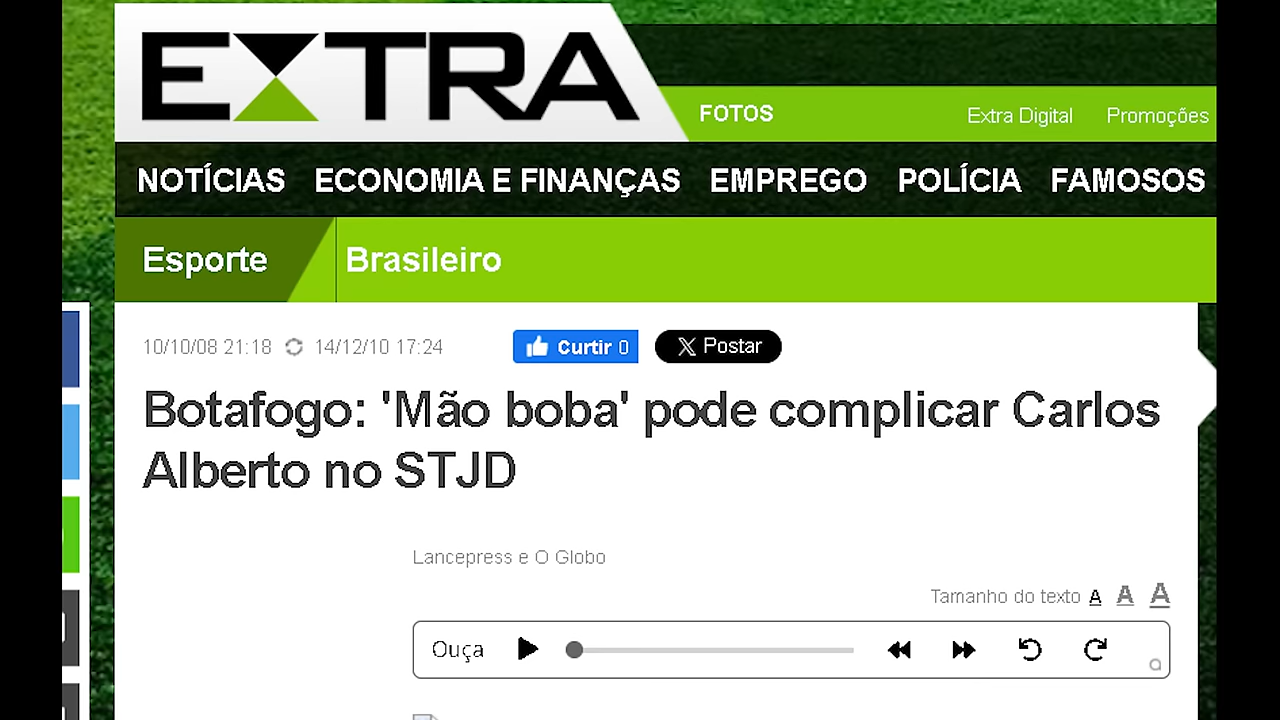 EXTRA
FOTOS Extra Digital Promoções
NOTÍCIAS ECONOMIA E FINANÇAS EMPREGO POLÍCIA FAMOSOS
Esporte Brasileiro
10/10/08 21:18 14/12/10 17:24 Curtir 0 X Postar
Botafogo: 'Mão boba' pode complicar Carlos
Alberto no STJD
Lancepress e O Globo
Tamanho do texto A A A
Ouça a